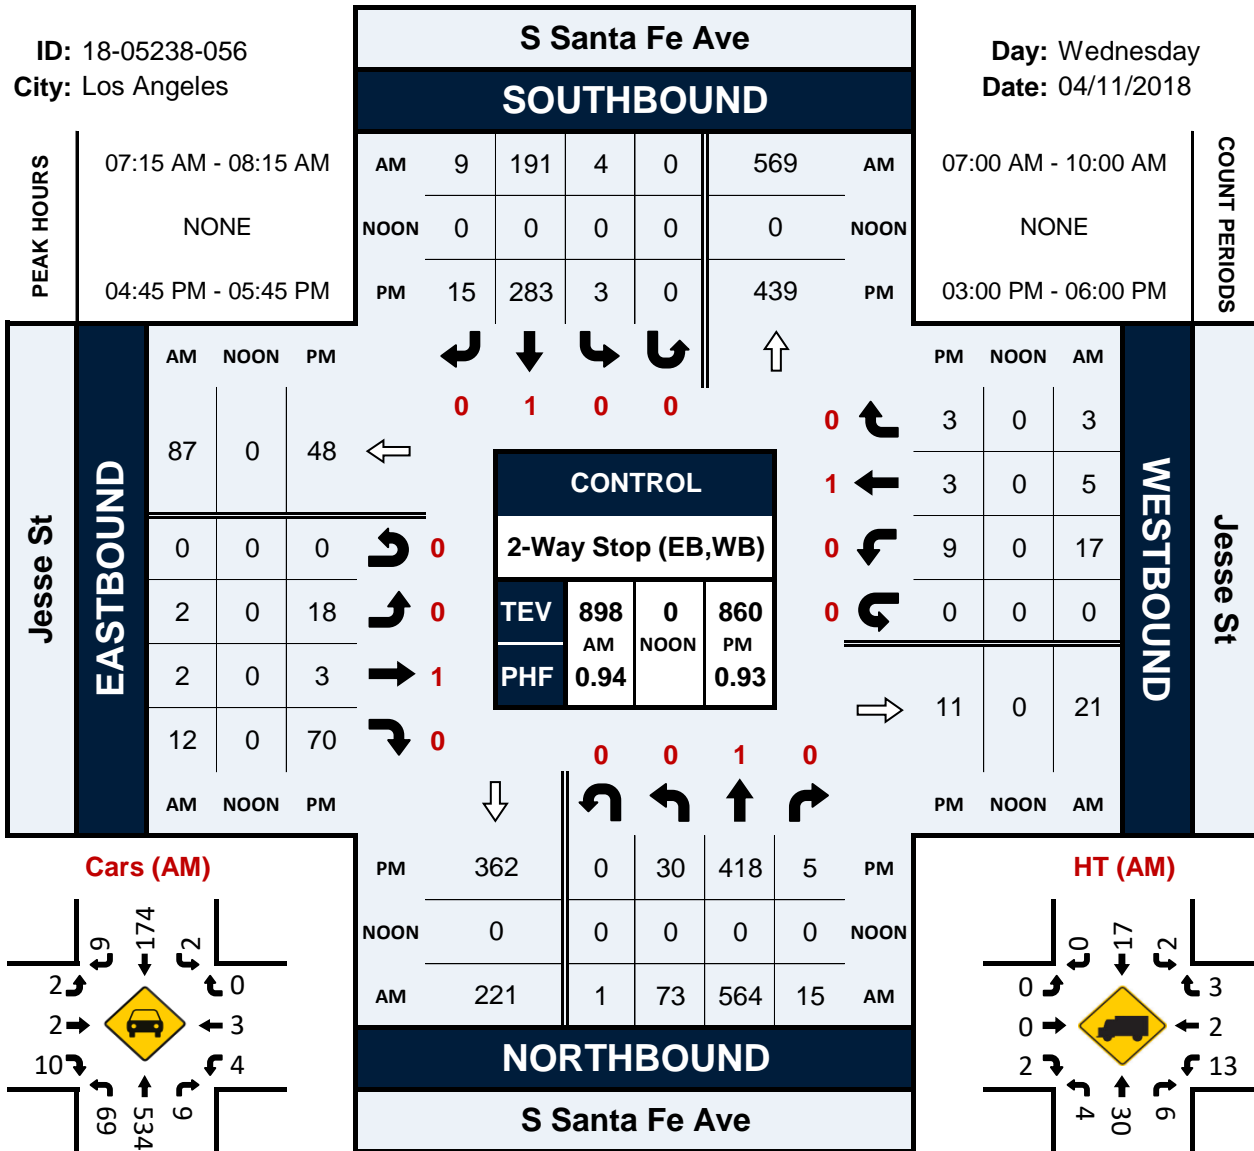 ID: 18-05238-056
City: Los Angeles
S Santa Fe Ave
SOUTHBOUND
Day: Wednesday
Date: 04/11/2018
PEAK HOURS
07:15 AM - 08:15 AM
NONE
04:45 PM - 05:45 PM
AM 9 191 4 0 569 AM
NOON 0 0 0 0 0 NOON
PM 15 283 3 0 439 PM
07:00 AM - 10:00 AM
NONE
03:00 PM - 06:00 PM
COUNT PERIODS
0 1 0 0
Jesse St
EASTBOUND
AM NOON PM
87 0 48
0 0 0 0
2 0 18 0
2 0 3 1
12 0 70 0
AM NOON PM
CONTROL
2-Way Stop (EB,WB)
TEV 898 0 860
AM NOON PM
PHF 0.94 0.93
PM NOON AM
0 3 0 3
1 3 0 5
0 9 0 17
0 0 0 0
11 0 21
PM NOON AM
WESTBOUND
Jesse St
0 0 1 0
PM 362 0 30 418 5 PM
NOON 0 0 0 0 0 NOON
AM 221 1 73 564 15 AM
NORTHBOUND
S Santa Fe Ave
Cars (AM)
9 174 2
2 0
2 3
10 4
69 534 9
HT (AM)
0 17 2
0 3
0 2
2 13
4 30 6